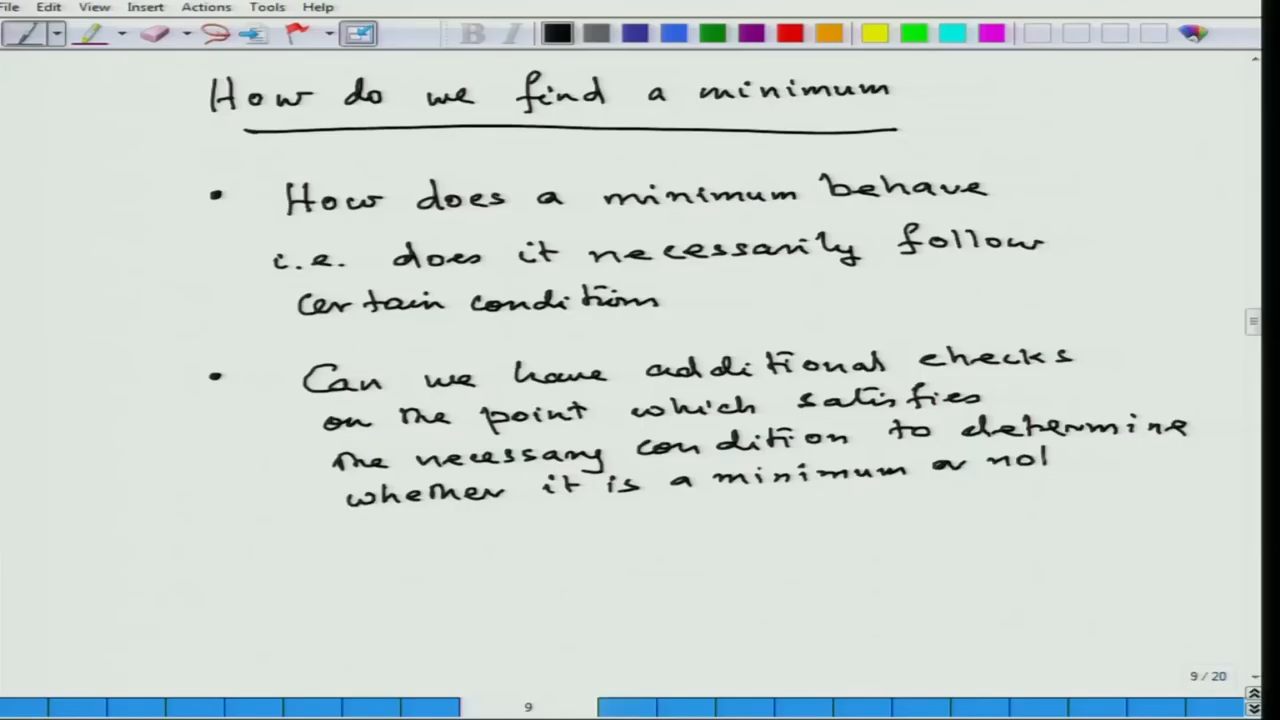 File Edit View Insert Actions Tools Help
B I
How do we find a minimum
• How does a minimum behave
i.e. does it necessarily follow
certain condition
• Can we have additional checks
on the point which satisfies
the necessary condition to determine
whether it is a minimum or not
9 / 20
9